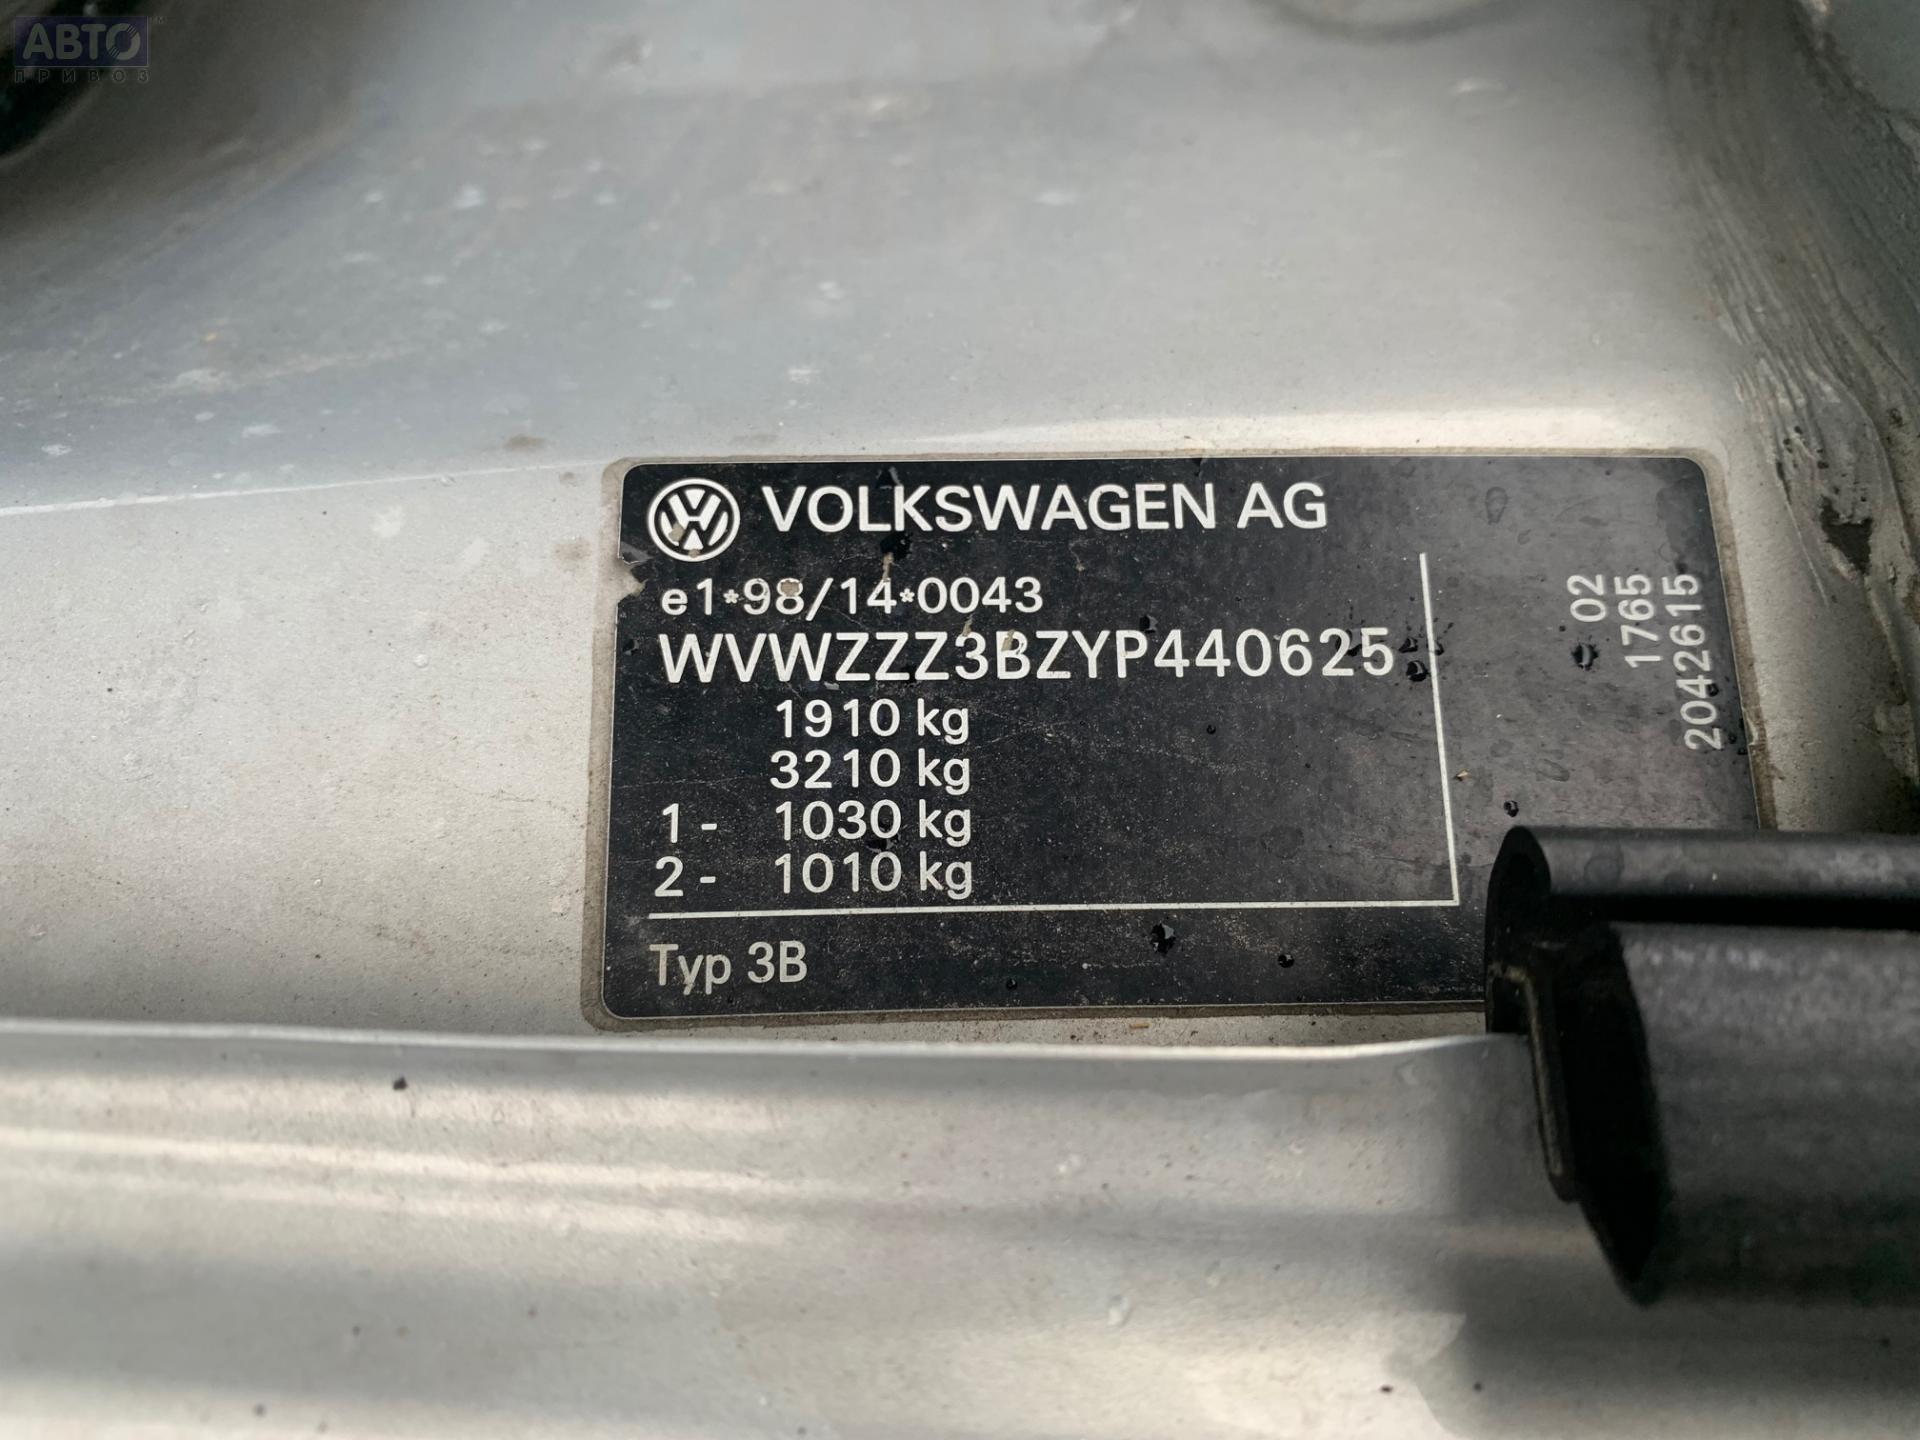 АВТО™
ПРИВОЗ
VOLKSWAGEN AG
e1*98/14*0043
WVWZZZ3BZYP440625
1910 kg
3210 kg
1- 1030 kg
2- 1010 kg
Typ 3B
02
1765
2042615